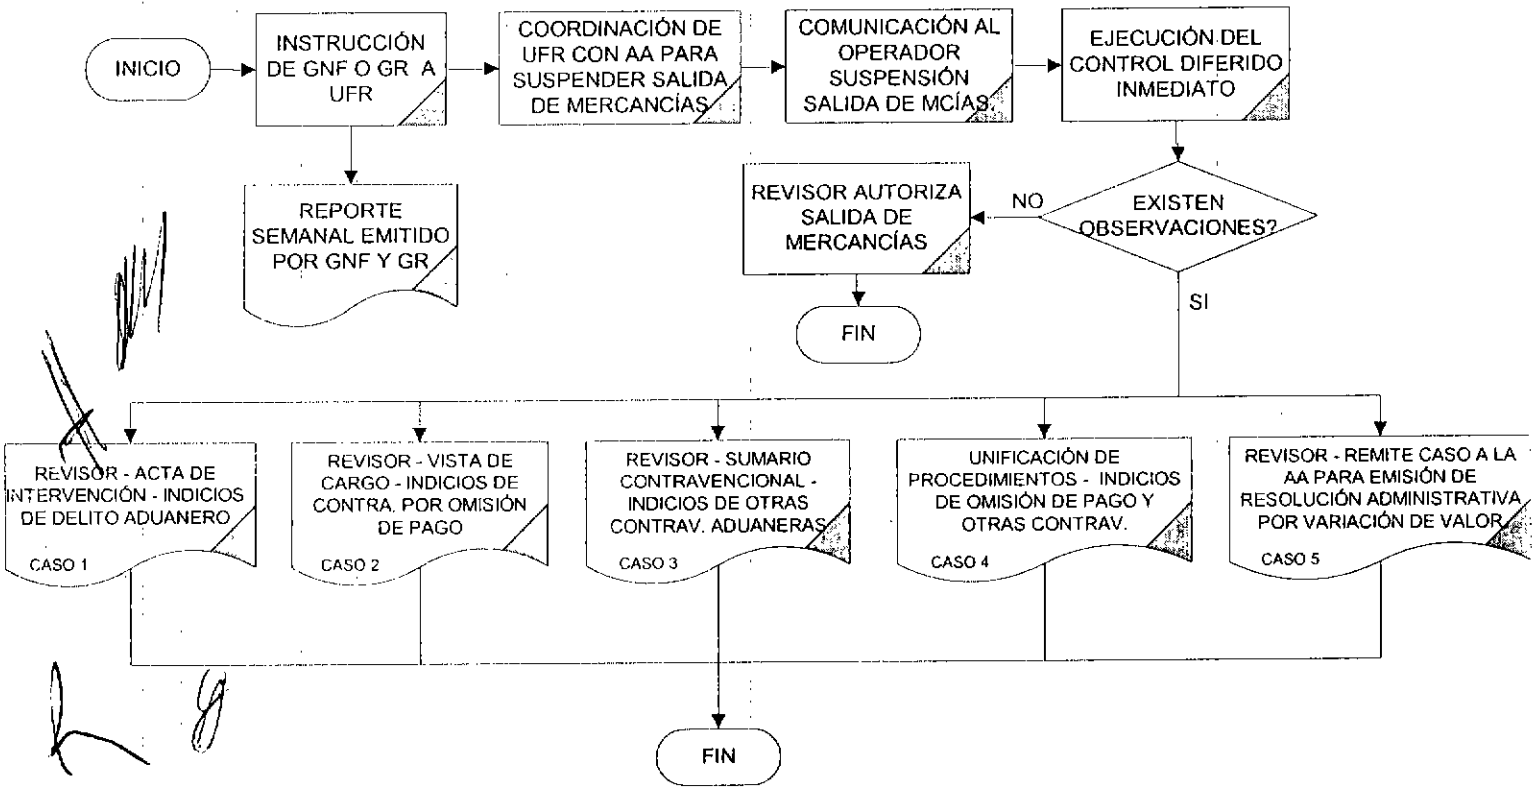 INICIO
INSTRUCCIÓN
DE GNF O GR A
UFR
COORDINACIÓN DE
UFR CON AA PARA
SUSPENDER SALIDA
DE MERCANCÍAS
COMUNICACIÓN AL
OPERADOR
SUSPENSIÓN
SALIDA DE MCÍAS.
EJECUCIÓN DEL
CONTROL DIFERIDO
INMEDIATO
REPORTE
SEMANAL EMITIDO
POR GNF Y GR
REVISOR AUTORIZA
SALIDA DE
MERCANCÍAS
NO
EXISTEN
OBSERVACIONES?
SI
FIN
REVISOR - ACTA DE
INTERVENCIÓN - INDICIOS
DE DELITO ADUANERO
CASO 1
REVISOR - VISTA DE
CARGO - INDICIOS DE
CONTRA. POR OMISIÓN
DE PAGO
CASO 2
REVISOR - SUMARIO
CONTRAVENCIONAL -
INDICIOS DE OTRAS
CONTRAV. ADUANERAS
CASO 3
UNIFICACIÓN DE
PROCEDIMIENTOS - INDICIOS
DE OMISIÓN DE PAGO Y
OTRAS CONTRAV.
CASO 4
REVISOR - REMITE CASO A LA
AA PARA EMISIÓN DE
RESOLUCIÓN ADMINISTRATIVA
POR VARIACIÓN DE VALOR.
CASO 5
FIN